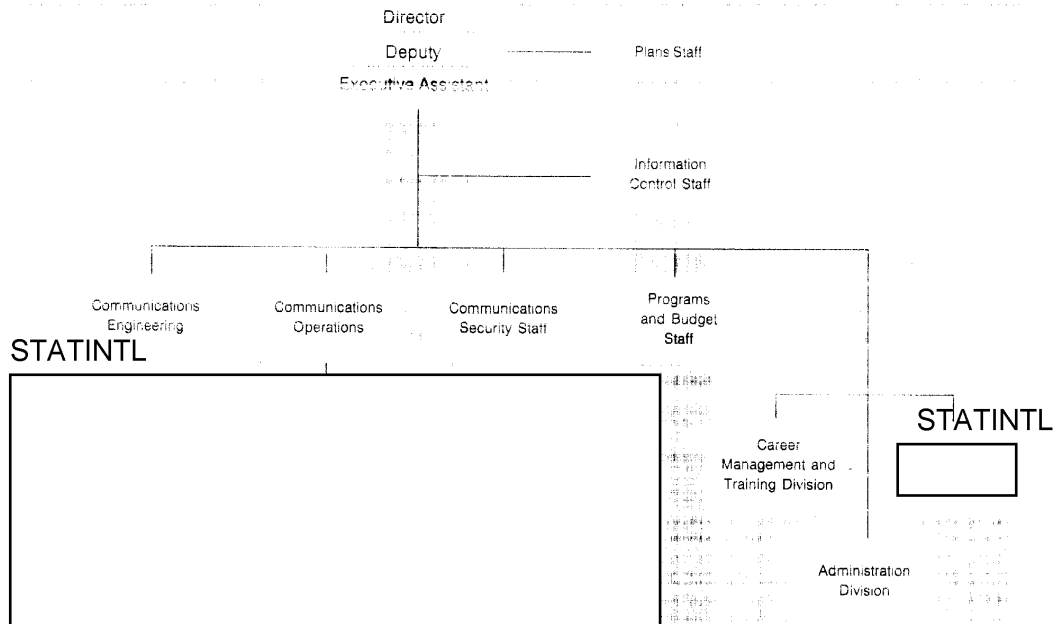 Director
Deputy
Plans Staff
Executive Assistant
Information
Control Staff
Communications
Engineering
Communications
Operations
Communications
Security Staff
Programs
and Budget
Staff
STATINTL
STATINTL
Career
Management and
Training Division
Administration
Division